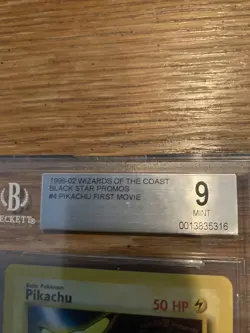 1999-02 WIZARDS OF THE COAST
BLACK STAR PROMOS
#4 PIKACHU FIRST MOVIE
9
MINT
0013835316
B
BECKETT
Basic Pokémon
Pikachu
50 HP